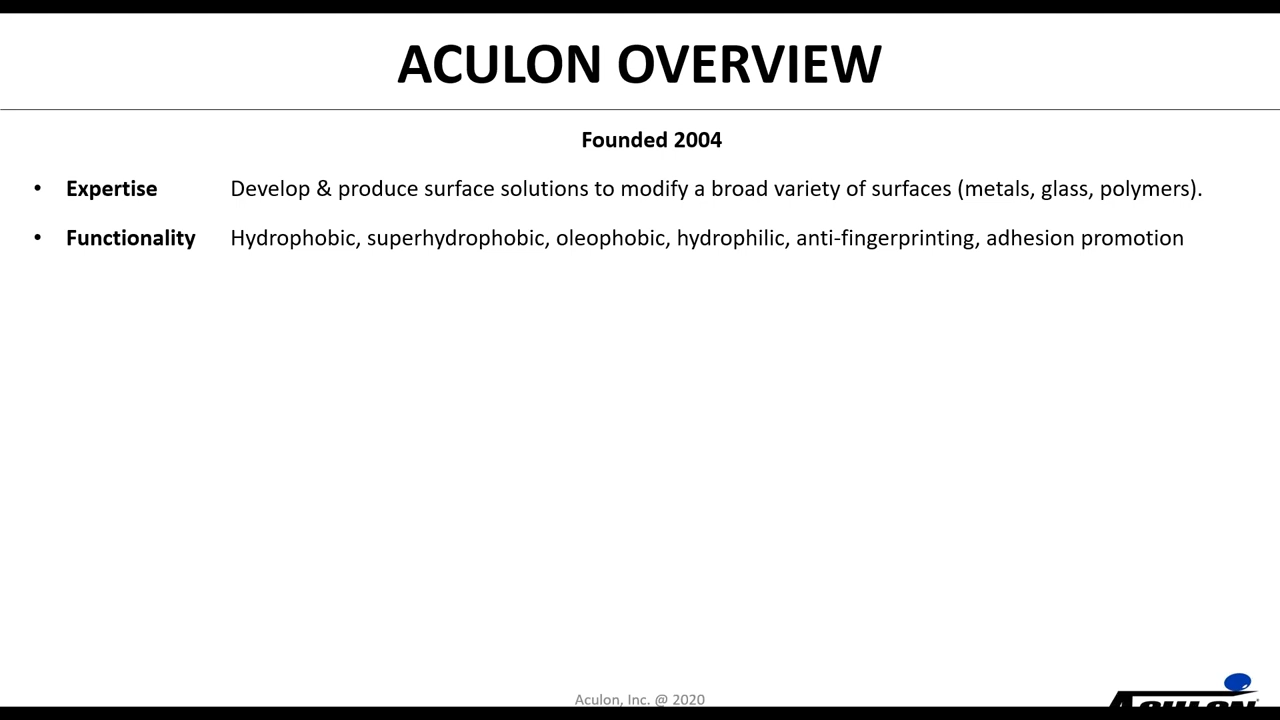 ACULON OVERVIEW
Founded 2004
• Expertise Develop & produce surface solutions to modify a broad variety of surfaces (metals, glass, polymers).
• Functionality Hydrophobic, superhydrophobic, oleophobic, hydrophilic, anti-fingerprinting, adhesion promotion
Aculon, Inc. @ 2020
ACULON